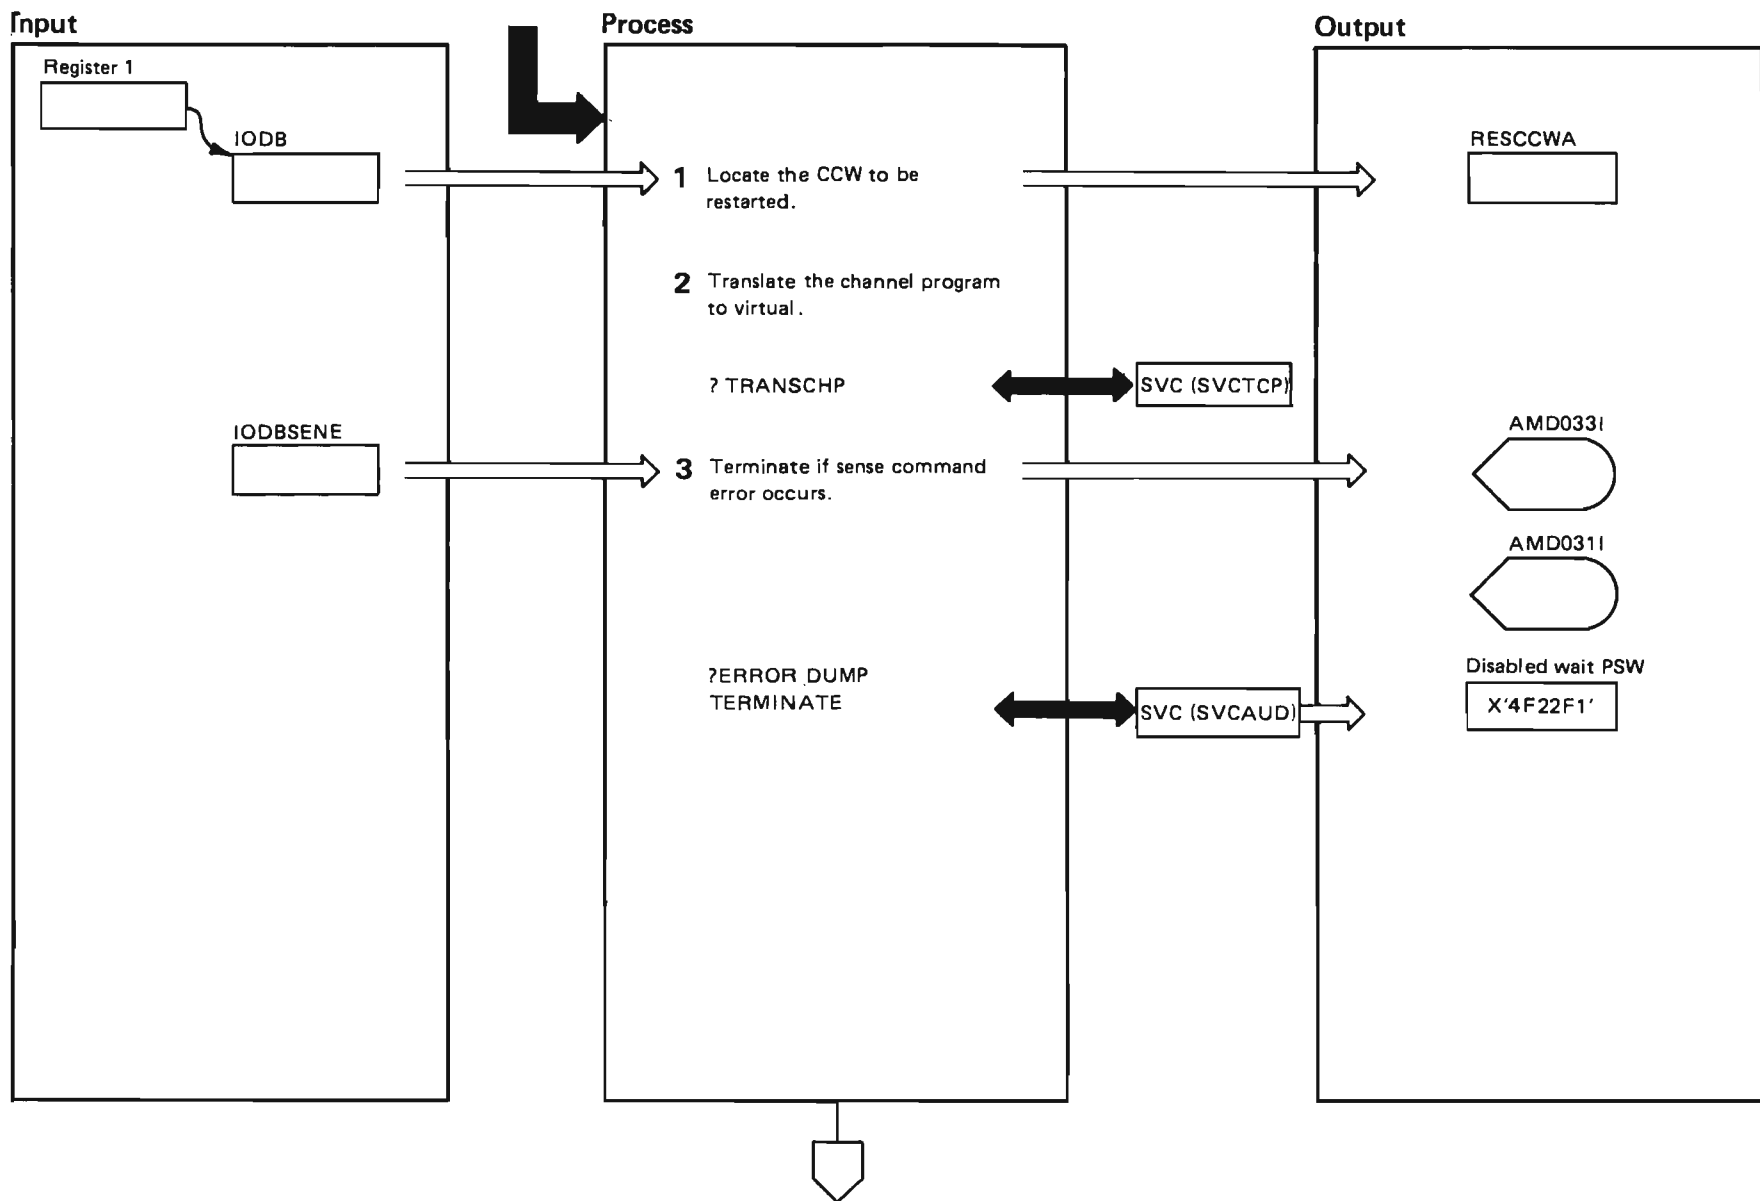 Input
Process
Output
Register 1
IODB
RESCCWA
1 Locate the CCW to be
restarted.
2 Translate the channel program
to virtual.
? TRANSCHP
SVC (SVCTCP)
IODBSENE
AMD033I
3 Terminate if sense command
error occurs.
AMD031I
?ERROR DUMP
TERMINATE
SVC (SVCAUD)
Disabled wait PSW
X'4F22F1'